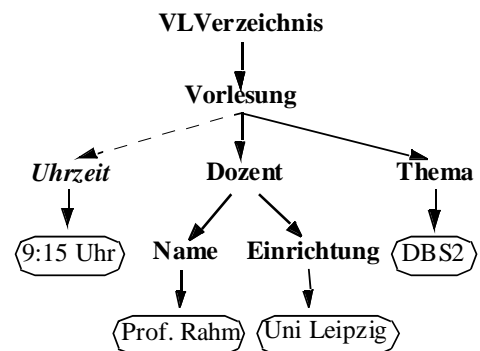 VLVerzeichnis
Vorlesung
Uhrzeit Dozent Thema
9:15 Uhr Name Einrichtung DBS2
Prof. Rahm Uni Leipzig